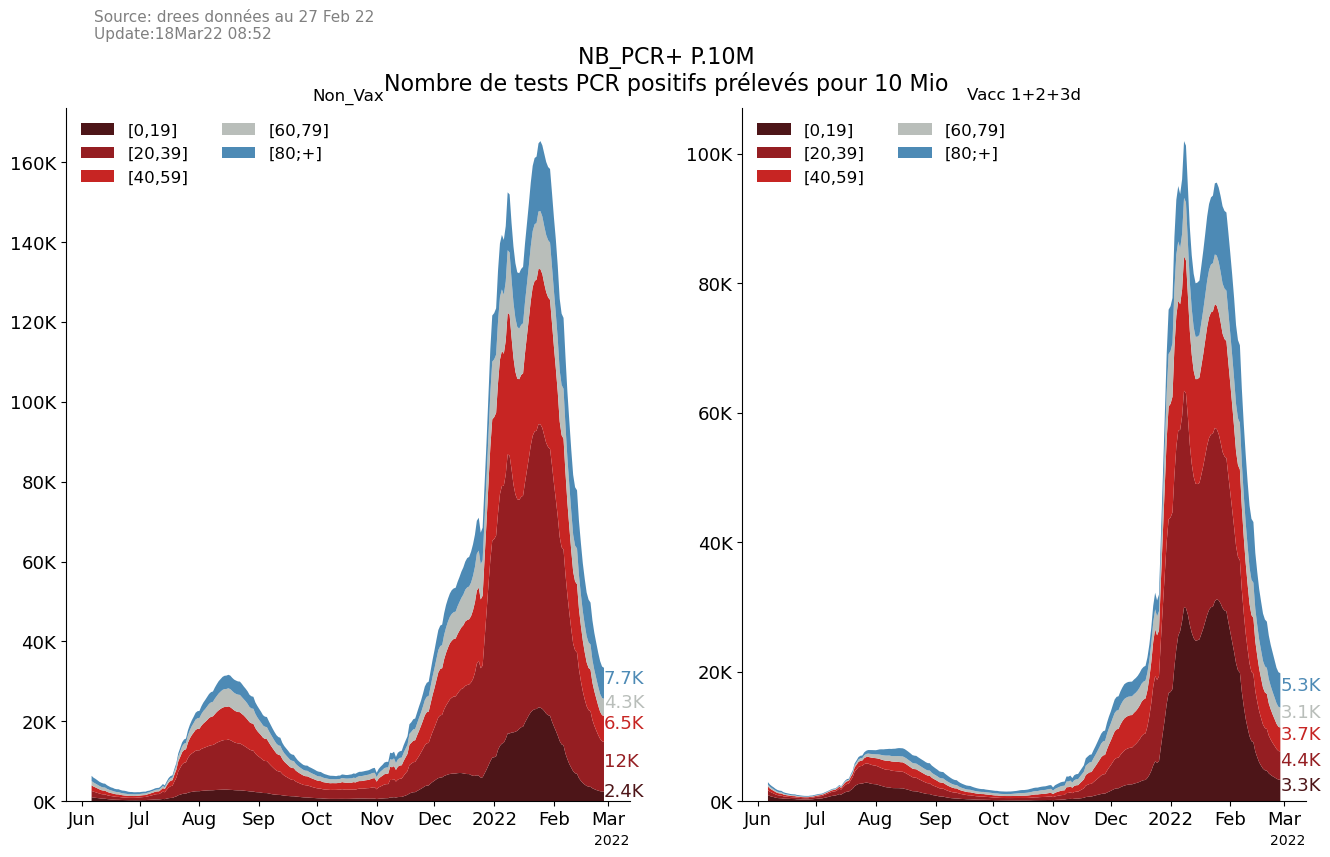 Source: drees données au 27 Feb 22
Update:18Mar22 08:52
NB_PCR+ P.10M
Nombre de tests PCR positifs prélevés pour 10 Mio
Non_Vax
[0,19]
[20,39]
[40,59]
[60,79]
[80;+]
160K
140K
120K
100K
80K
60K
40K
20K
0K
7.7K
4.3K
6.5K
12K
2.4K
Jun Jul Aug Sep Oct Nov Dec 2022 Feb Mar
2022
Vacc 1+2+3d
[0,19]
[20,39]
[40,59]
[60,79]
[80;+]
100K
80K
60K
40K
20K
0K
5.3K
3.1K
3.7K
4.4K
3.3K
Jun Jul Aug Sep Oct Nov Dec 2022 Feb Mar
2022